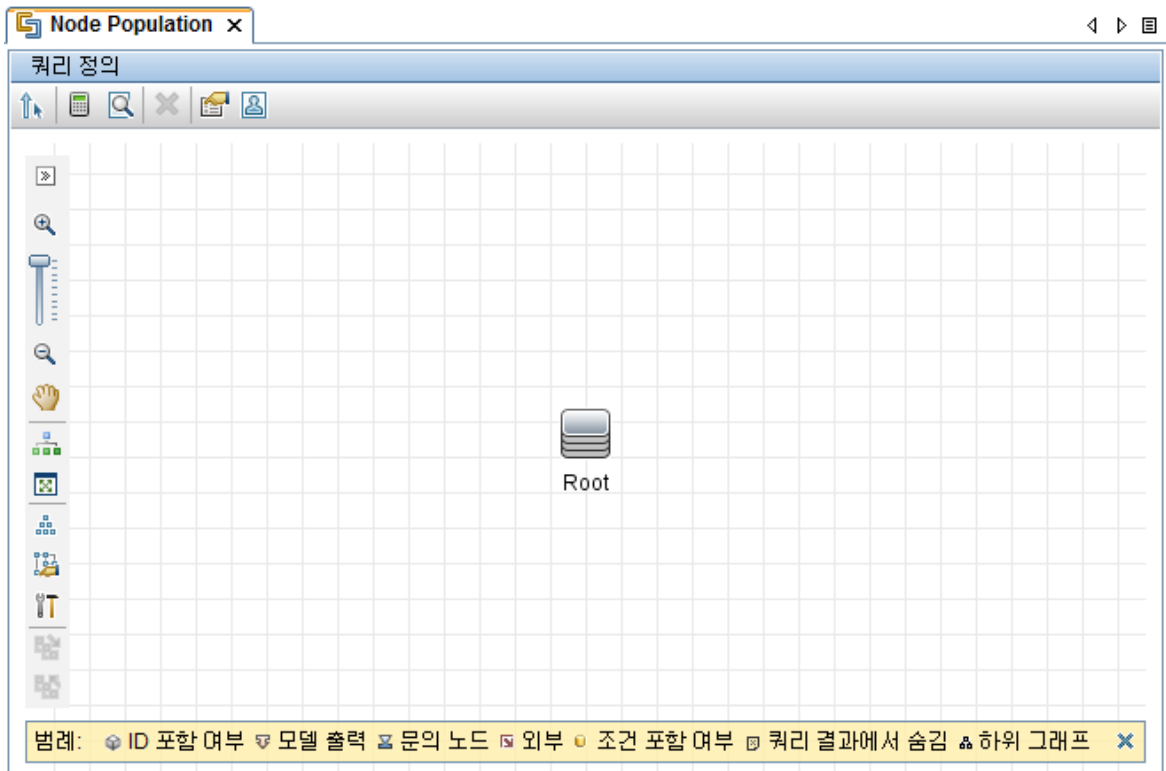 Node Population
쿼리 정의
Root
범례: ID 포함 여부 모델 출력 문의 노드 외부 조건 포함 여부 쿼리 결과에서 숨김 하위 그래프